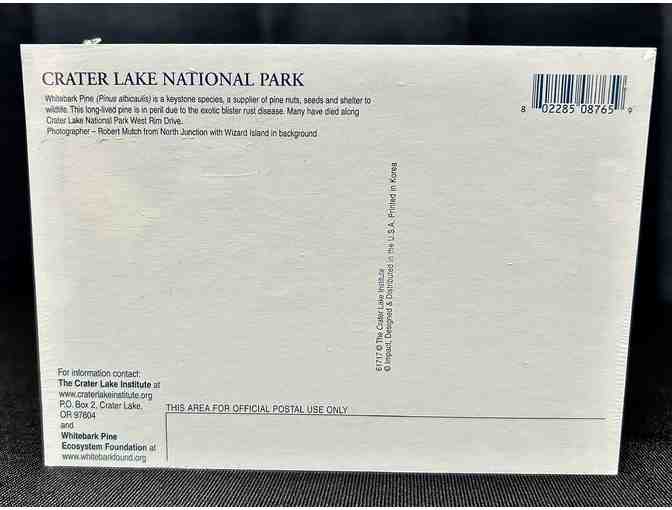 CRATER LAKE NATIONAL PARK
Whitebark Pine (Pinus albicaulis) is a keystone species, a supplier of pine nuts, seeds and shelter to
wildlife. This long-lived pine is in peril due to the exotic blister rust disease. Many have died along
Crater Lake National Park West Rim Drive.
Photographer – Robert Mutch from North Junction with Wizard Island in background
8 02285 08765 9
61717 © The Crater Lake Institute
© Impact, Designed & Distributed in the U.S.A. Printed in Korea
For information contact:
The Crater Lake Institute at
www.craterlakeinstitute.org
P.O. Box 2, Crater Lake,
OR 97604
and
Whitebark Pine
Ecosystem Foundation at
www.whitebarkfound.org
THIS AREA FOR OFFICIAL POSTAL USE ONLY